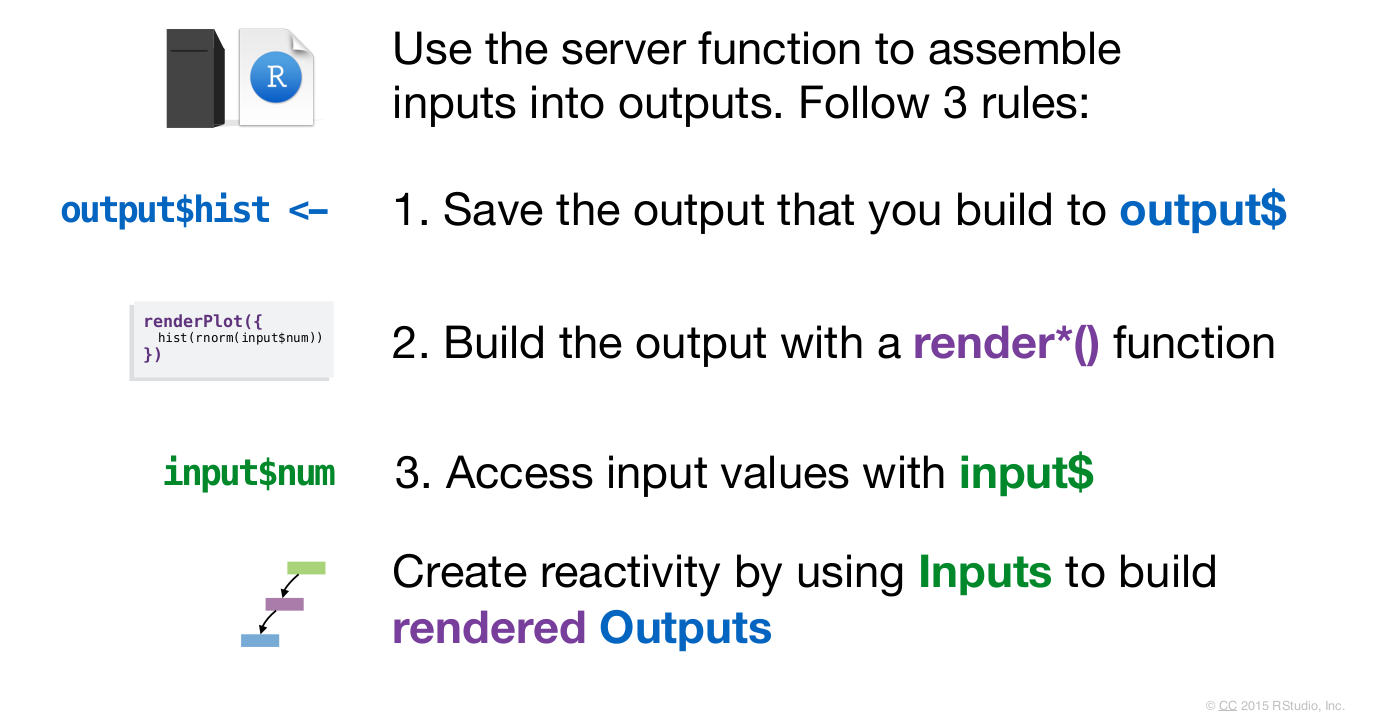 R
Use the server function to assemble
inputs into outputs. Follow 3 rules:
output$hist <-
1. Save the output that you build to output$
renderPlot({
hist(rnorm(input$num))
})
2. Build the output with a render*() function
input$num
3. Access input values with input$
Create reactivity by using Inputs to build
rendered Outputs
© CC 2015 RStudio, Inc.